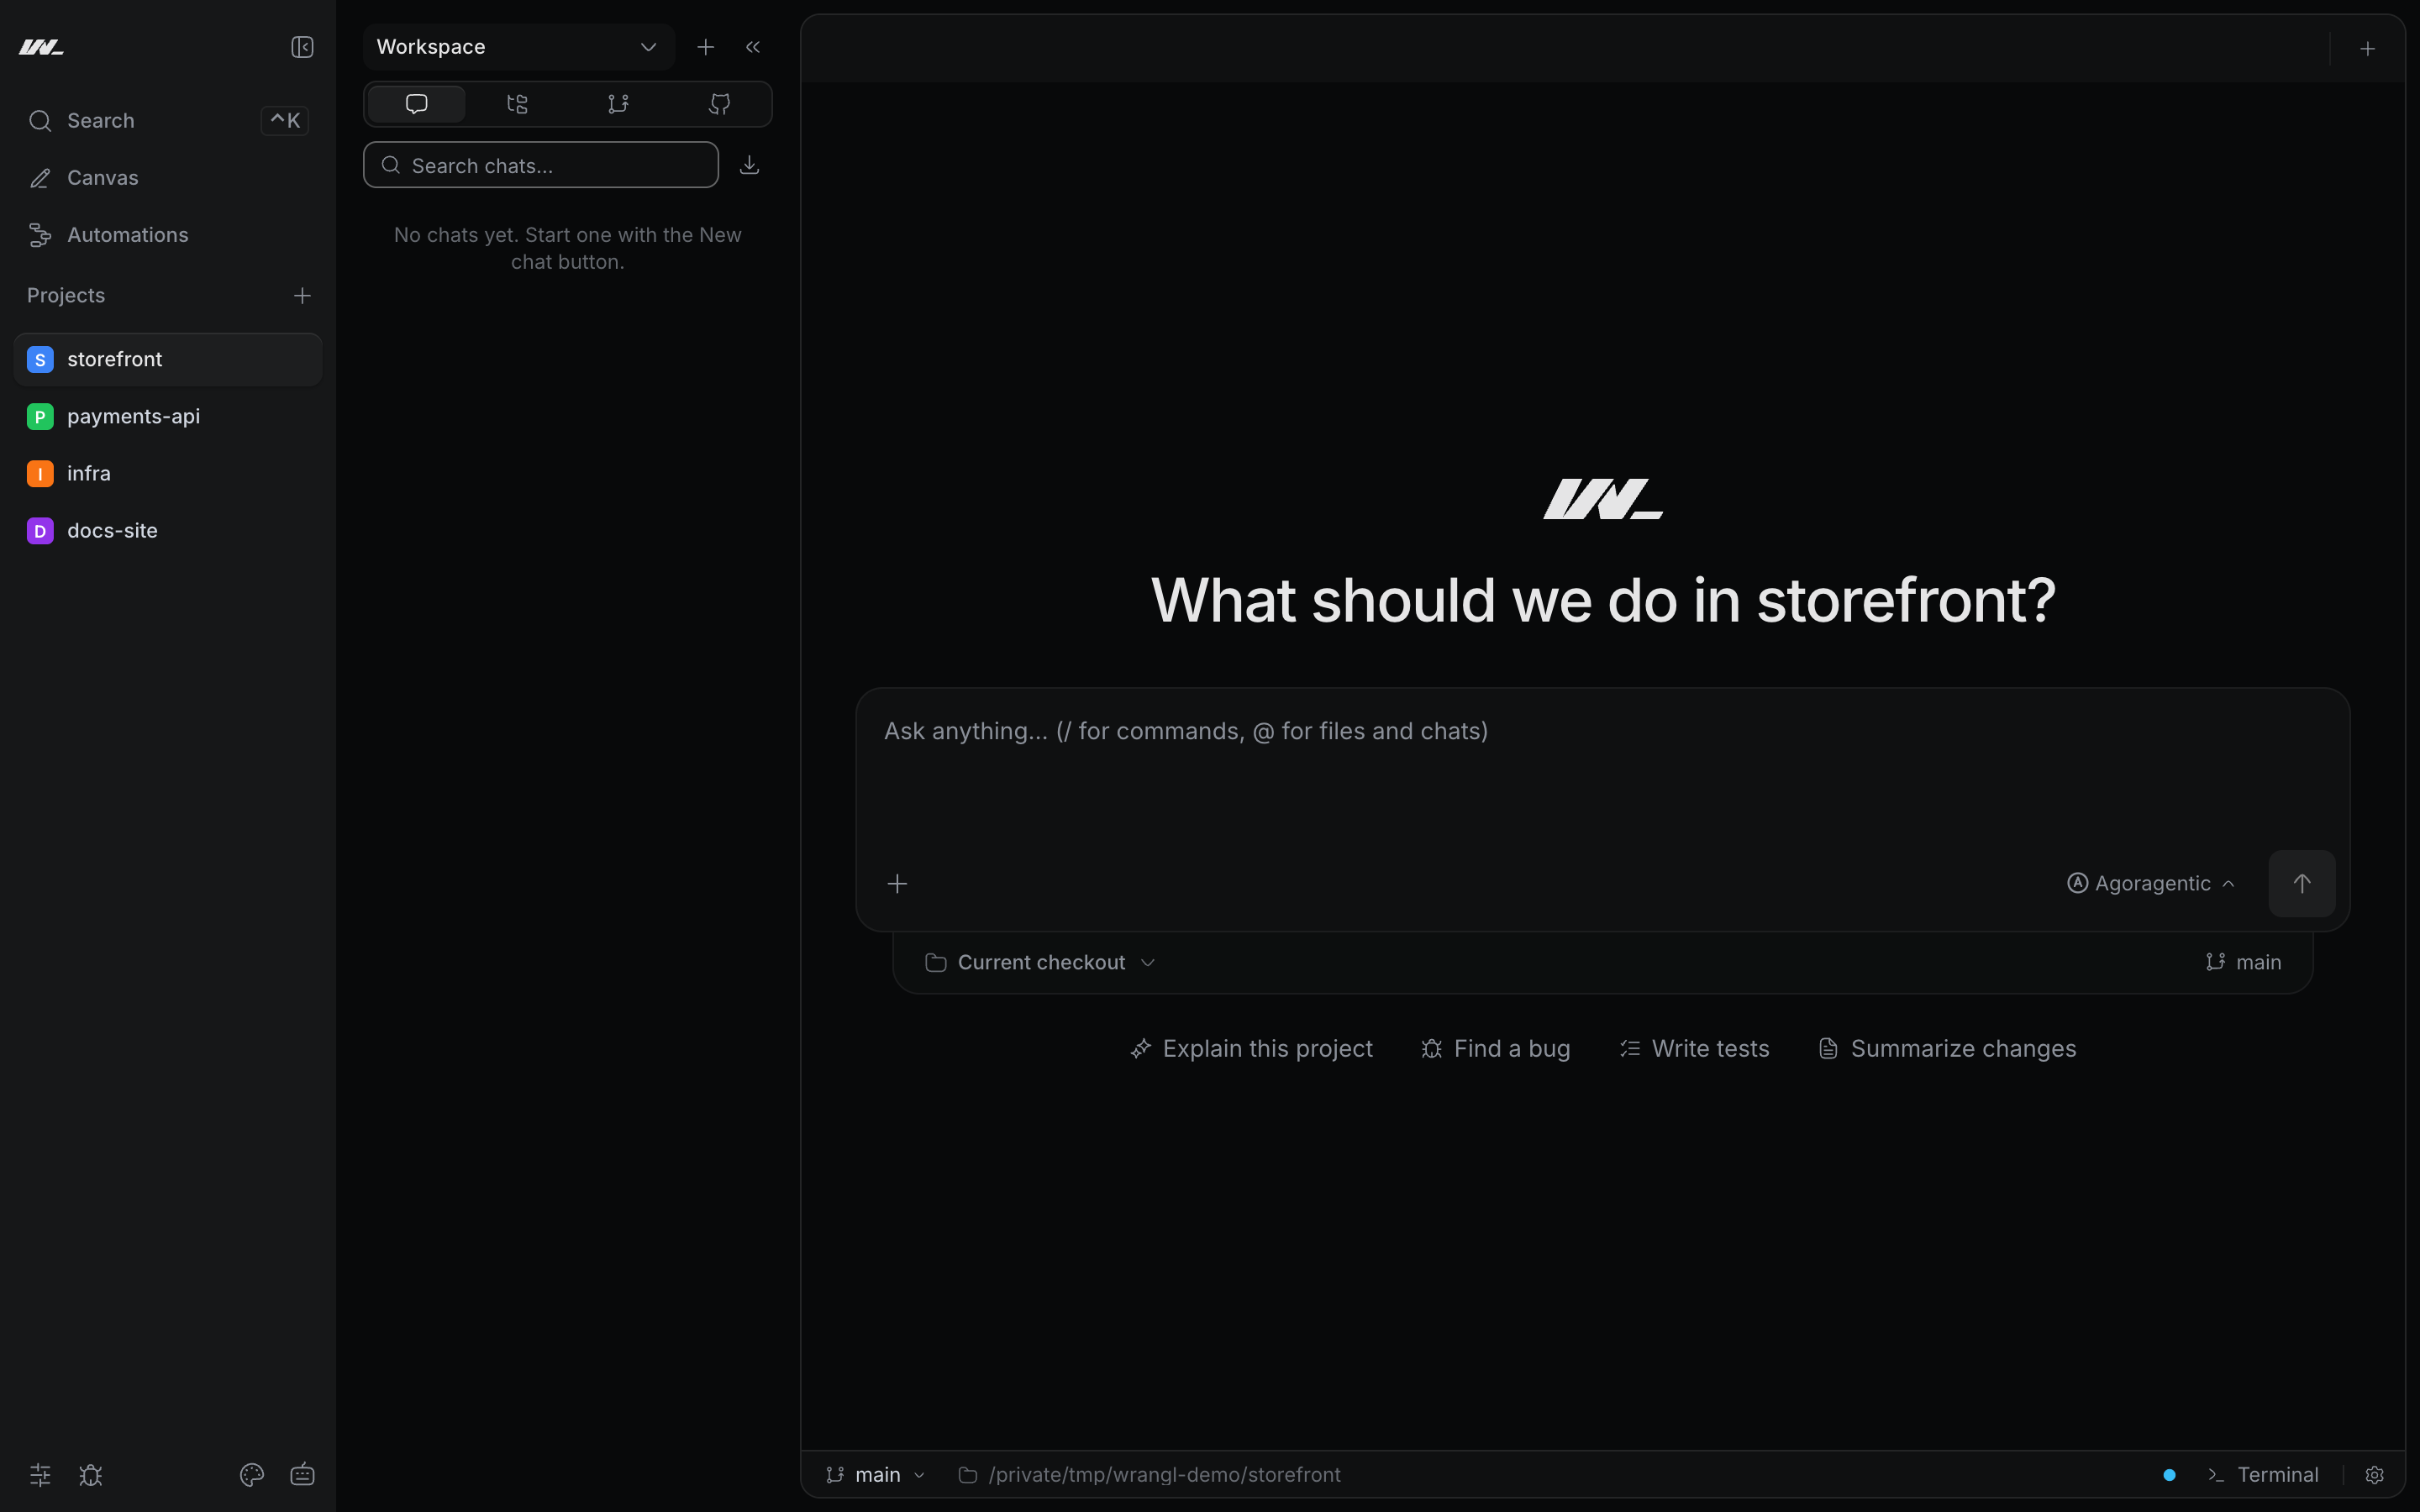 Search
^K
Canvas
Automations
Projects
S storefront
P payments-api
I infra
D docs-site
Workspace
Search chats...
No chats yet. Start one with the New
chat button.
What should we do in storefront?
Ask anything... (/ for commands, @ for files and chats)
A Agoragentic
Current checkout
main
Explain this project
Find a bug
Write tests
Summarize changes
main
/private/tmp/wrangl-demo/storefront
Terminal